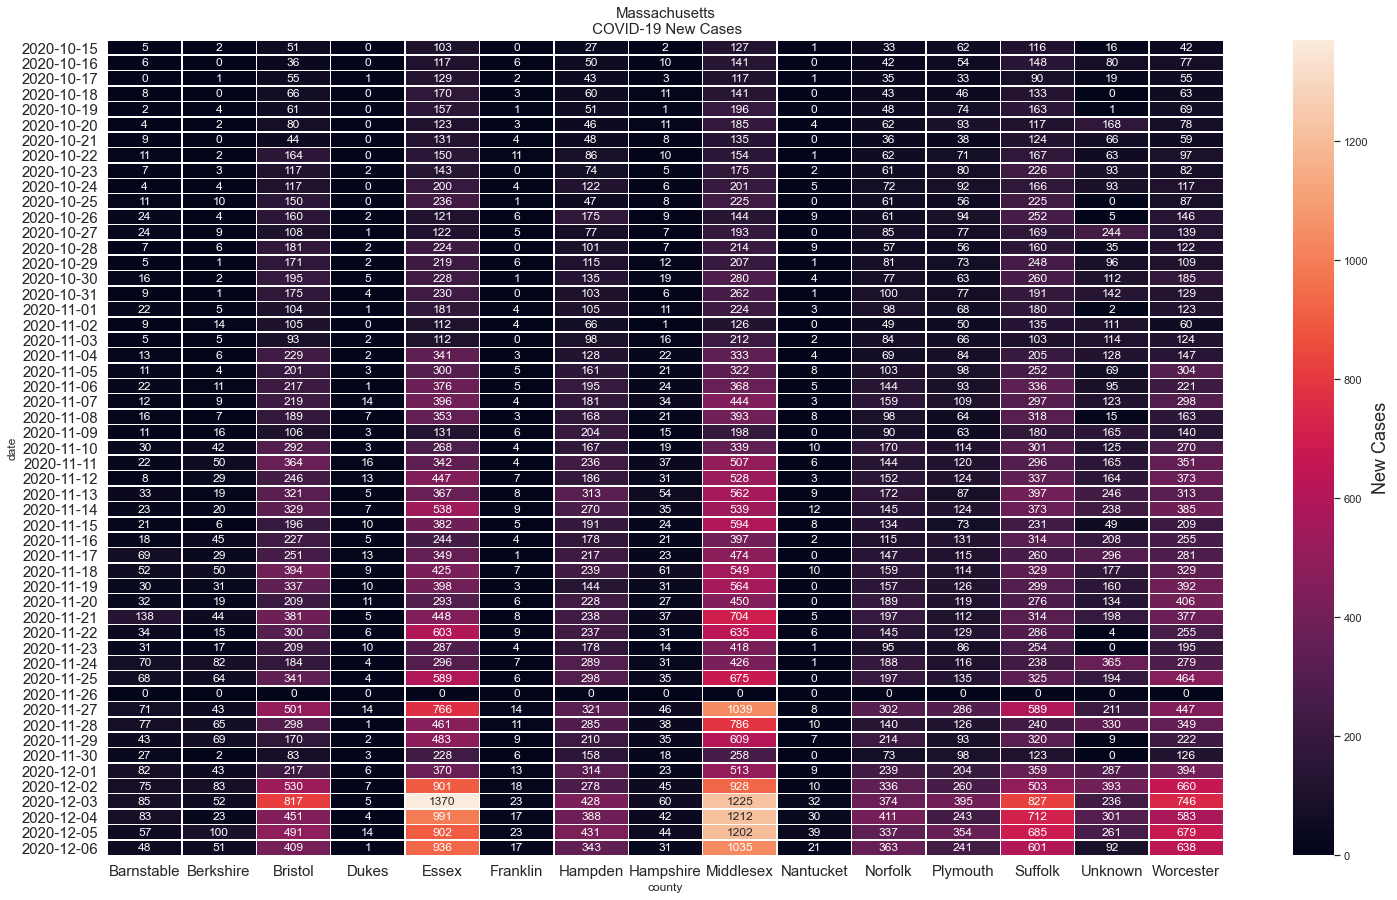 Massachusetts
COVID-19 New Cases
2020-10-15 5 2 51 0 103 0 27 2 127 1 33 62 116 16 42
2020-10-16 6 0 36 0 117 6 50 10 141 0 42 54 148 80 77
2020-10-17 0 1 55 1 129 2 43 3 117 1 35 33 90 19 55
2020-10-18 8 0 66 0 170 3 60 11 141 0 43 46 133 0 63
2020-10-19 2 4 61 0 157 1 51 1 196 0 48 74 163 1 69
2020-10-20 4 2 80 0 123 3 46 11 185 4 62 93 117 168 78
2020-10-21 9 0 44 0 131 4 48 8 135 0 36 38 124 66 59
2020-10-22 11 2 164 0 150 11 86 10 154 1 62 71 167 63 97
2020-10-23 7 3 117 2 143 0 74 5 175 2 61 80 226 93 82
2020-10-24 4 4 117 0 200 4 122 6 201 5 72 92 166 93 117
2020-10-25 11 10 150 0 236 1 47 8 225 0 61 56 225 0 87
2020-10-26 24 4 160 2 121 6 175 9 144 9 61 94 252 5 146
2020-10-27 24 9 108 1 122 5 77 7 193 0 85 77 169 244 139
2020-10-28 7 6 181 2 224 0 101 7 214 9 57 56 160 35 122
2020-10-29 5 1 171 2 219 6 115 12 207 1 81 73 248 96 109
2020-10-30 16 2 195 5 228 1 135 19 280 4 77 63 260 112 185
2020-10-31 9 1 175 4 230 0 103 6 262 1 100 77 191 142 129
2020-11-01 22 5 104 1 181 4 105 11 224 3 98 68 180 2 123
2020-11-02 9 14 105 0 112 4 66 1 126 0 49 50 135 111 60
2020-11-03 5 5 93 2 112 0 98 16 212 2 84 66 103 114 124
2020-11-04 13 6 229 2 341 3 128 22 333 4 69 84 205 128 147
2020-11-05 11 4 201 3 300 5 161 21 322 8 103 98 252 69 304
2020-11-06 22 11 217 1 376 5 195 24 368 5 144 93 336 95 221
2020-11-07 12 9 219 14 396 4 181 34 444 3 159 109 297 123 298
2020-11-08 16 7 189 7 353 3 168 21 393 8 98 64 318 15 163
2020-11-09 11 16 106 3 131 6 204 15 198 0 90 63 180 165 140
2020-11-10 30 42 292 3 268 4 167 19 339 10 170 114 301 125 270
2020-11-11 22 50 364 16 342 4 236 37 507 6 144 120 296 165 351
2020-11-12 8 29 246 13 447 7 186 31 528 3 152 124 337 164 373
2020-11-13 33 19 321 5 367 8 313 54 562 9 172 87 397 246 313
2020-11-14 23 20 329 7 538 9 270 35 539 12 145 124 373 238 385
2020-11-15 21 6 196 10 382 5 191 24 594 8 134 73 231 49 209
2020-11-16 18 45 227 5 244 4 178 21 397 2 115 131 314 208 255
2020-11-17 69 29 251 13 349 1 217 23 474 0 147 115 260 296 281
2020-11-18 52 50 394 9 425 7 239 61 549 10 159 114 329 177 329
2020-11-19 30 31 337 10 398 3 144 31 564 0 157 126 299 160 392
2020-11-20 32 19 209 11 293 6 228 27 450 0 189 119 276 134 406
2020-11-21 138 44 381 5 448 8 238 37 704 5 197 112 314 198 377
2020-11-22 34 15 300 6 603 9 237 31 635 6 145 129 286 4 255
2020-11-23 31 17 209 10 287 4 178 14 418 1 95 86 254 0 195
2020-11-24 70 82 184 4 296 7 289 31 426 1 188 116 238 365 279
2020-11-25 68 64 341 4 589 6 298 35 675 0 197 135 325 194 464
2020-11-26 0 0 0 0 0 0 0 0 0 0 0 0 0 0 0
2020-11-27 71 43 501 14 766 14 321 46 1039 8 302 286 589 211 447
2020-11-28 77 65 298 1 461 11 285 38 786 10 140 126 240 330 349
2020-11-29 43 69 170 2 483 9 210 35 609 7 214 93 320 9 222
2020-11-30 27 2 83 3 228 6 158 18 258 0 73 98 123 0 126
2020-12-01 82 43 217 6 370 13 314 23 513 9 239 204 359 287 394
2020-12-02 75 83 530 7 901 18 278 45 928 10 336 260 503 393 660
2020-12-03 85 52 817 5 1370 23 428 60 1225 32 374 395 827 236 746
2020-12-04 83 23 451 4 991 17 388 42 1212 30 411 243 712 301 583
2020-12-05 57 100 491 14 902 23 431 44 1202 39 337 354 685 261 679
2020-12-06 48 51 409 1 936 17 343 31 1035 21 363 241 601 92 638
Barnstable Berkshire Bristol Dukes Essex Franklin Hampden Hampshire Middlesex Nantucket Norfolk Plymouth Suffolk Unknown Worcester
county
date
1200
1000
800
600
400
200
0
New Cases